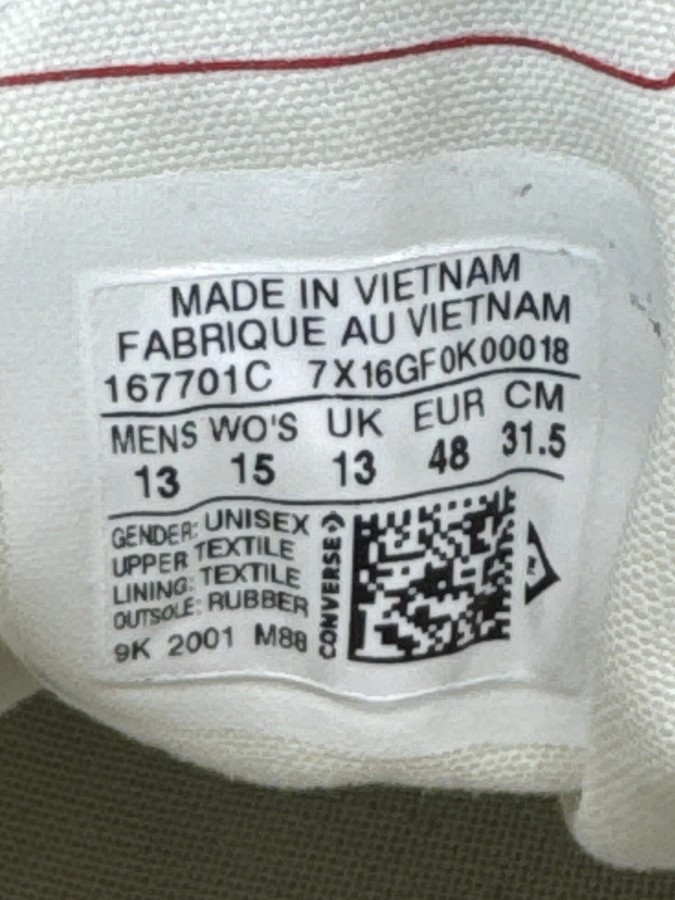 MADE IN VIETNAM
FABRIQUE AU VIETNAM
167701C 7X16GF0K00018
MENS WO'S UK EUR CM
13 15 13 48 31.5
GENDER: UNISEX
UPPER TEXTILE
LINING: TEXTILE
OUTSOLE: RUBBER
9K 2001 M88
CONVERSE